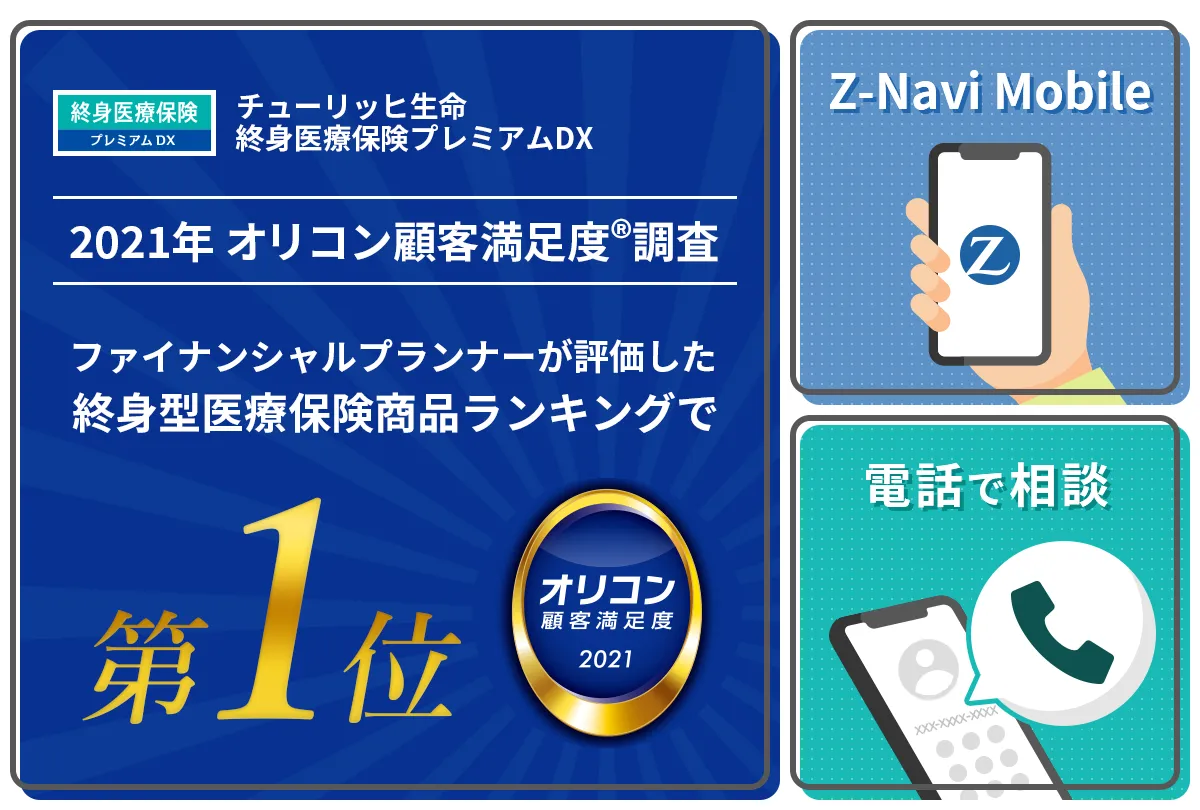 終身医療保険
プレミアムDX
チューリッヒ生命
終身医療保険プレミアムDX
2021年 オリコン顧客満足度®調査
ファイナンシャルプランナーが評価した
終身型医療保険商品ランキングで
第1位
オリコン
顧客満足度
2021
Z-Navi Mobile
Z
電話で相談
XXX-XXXX-XXXX